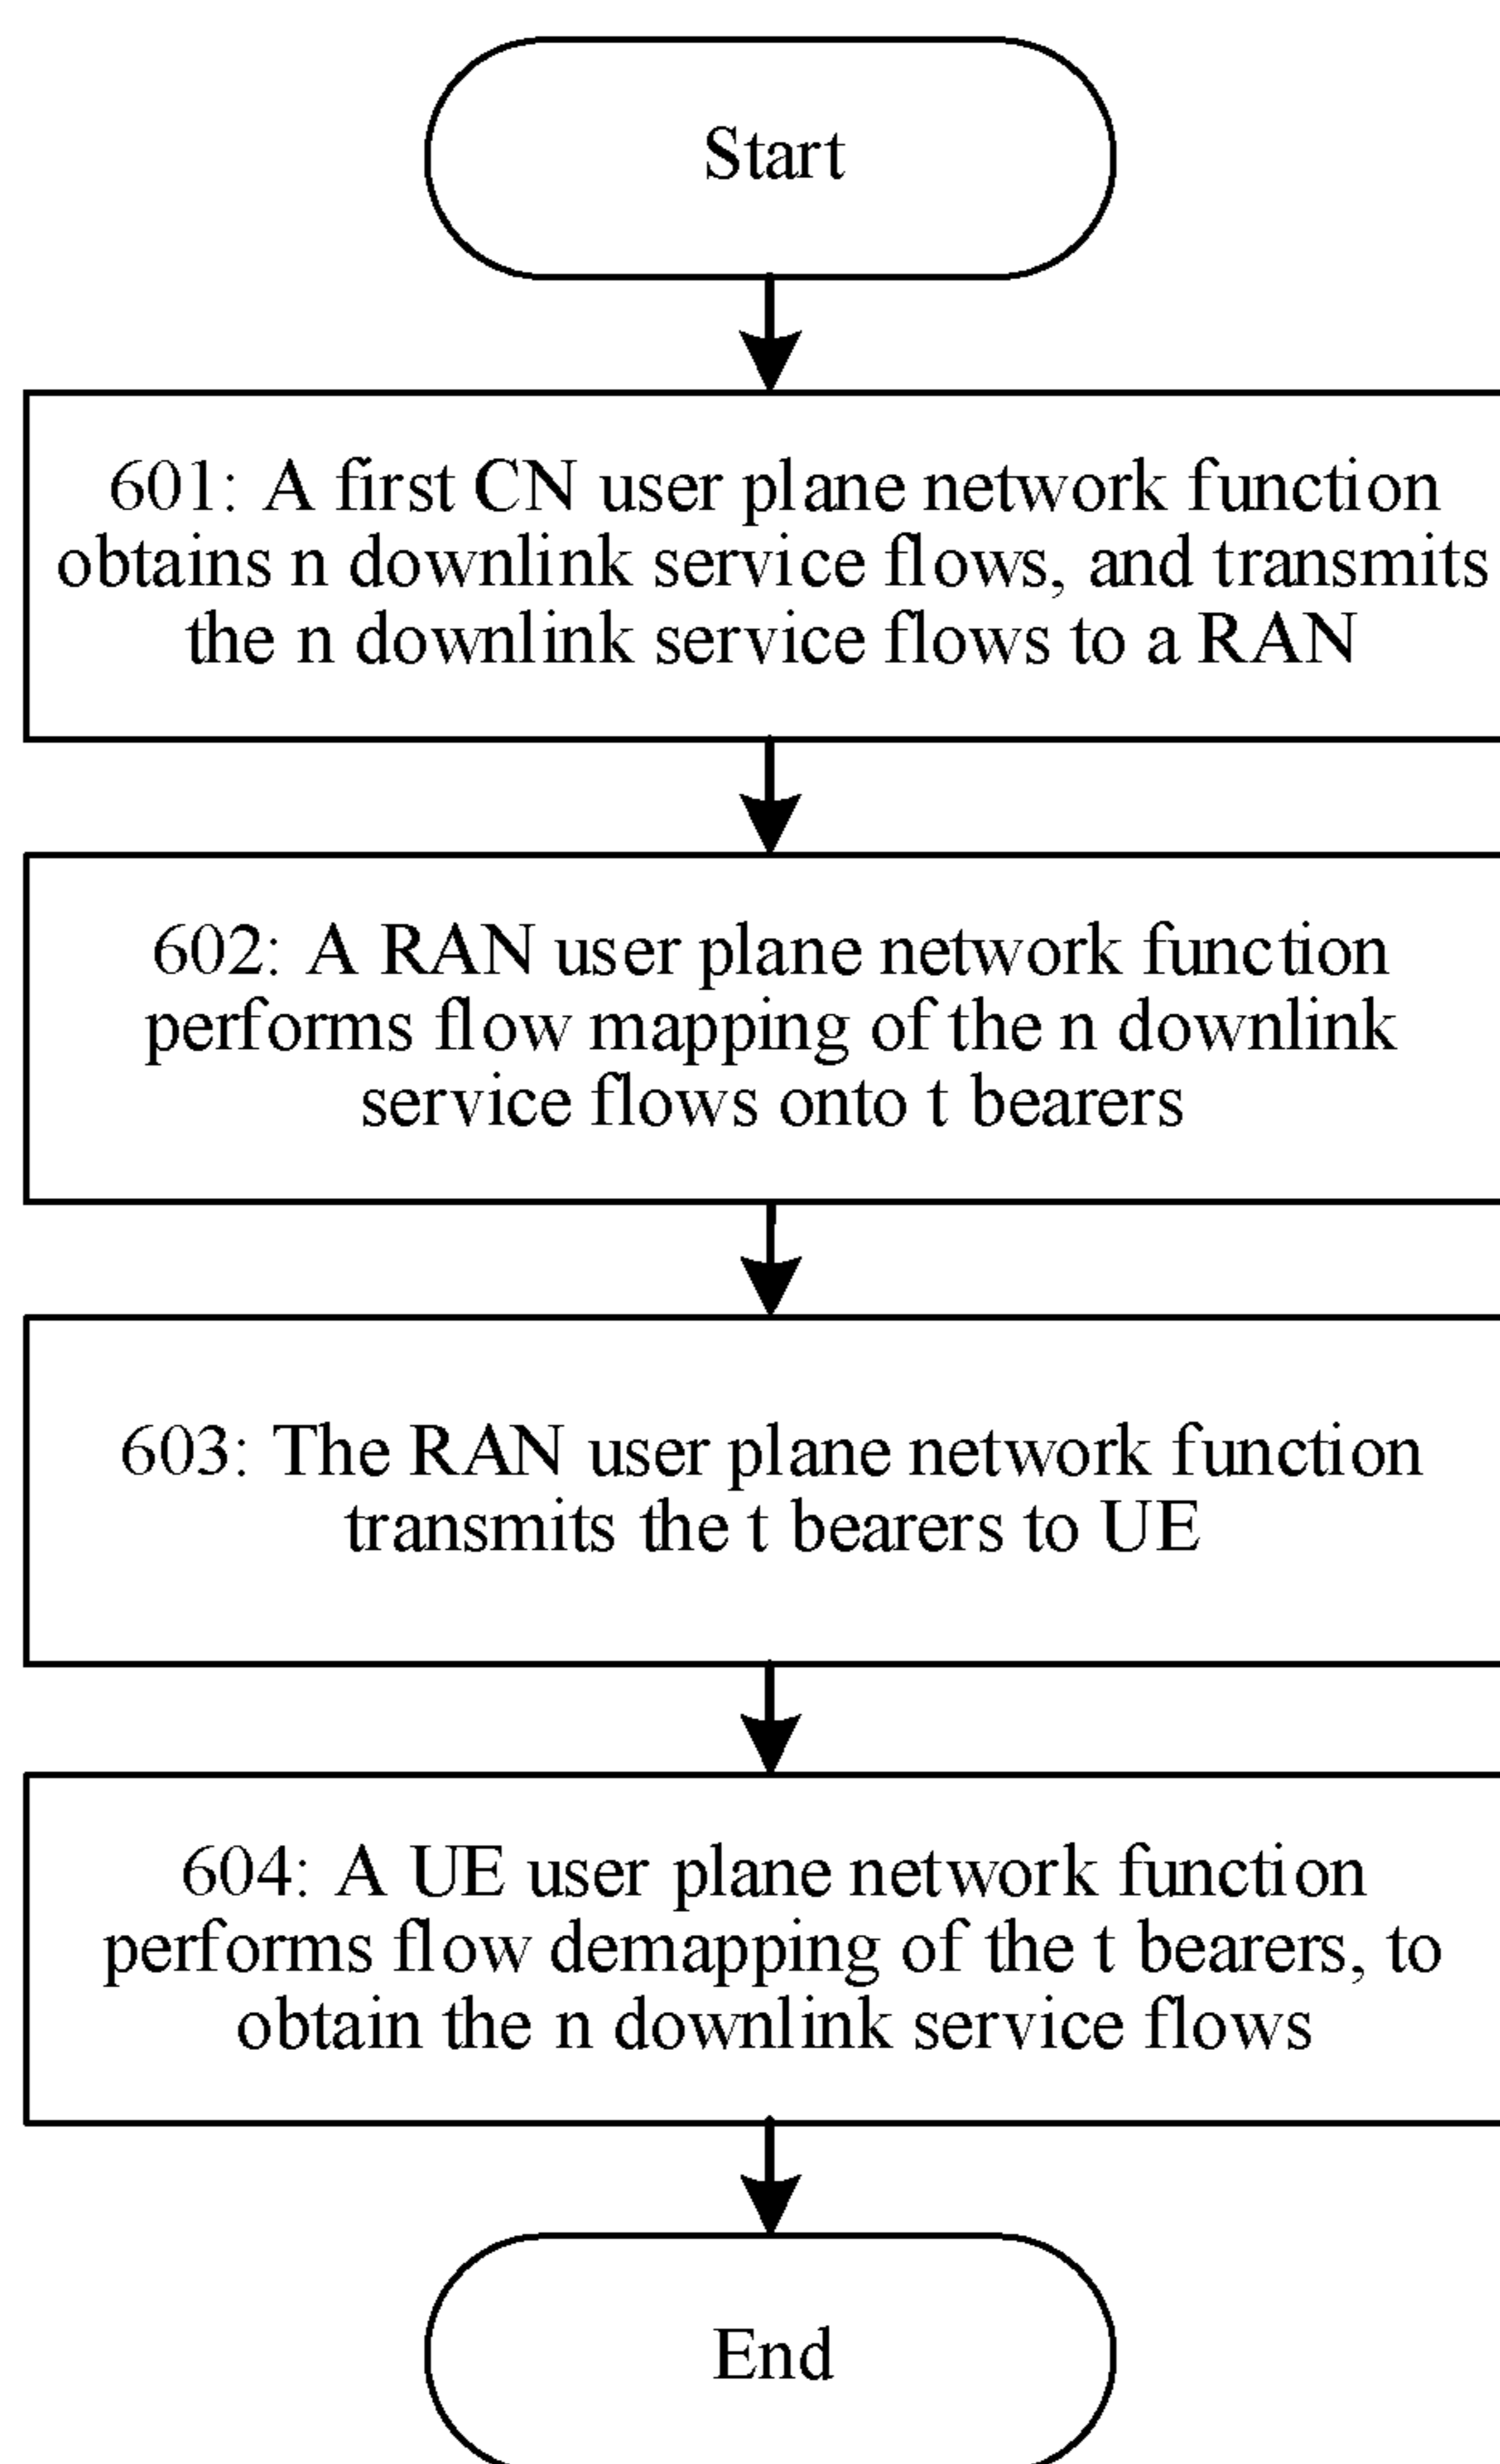 Start
601: A first CN user plane network function
obtains n downlink service flows, and transmits
the n downlink service flows to a RAN
602: A RAN user plane network function
performs flow mapping of the n downlink
service flows onto t bearers
603: The RAN user plane network function
transmits the t bearers to UE
604: A UE user plane network function
performs flow demapping of the t bearers, to
obtain the n downlink service flows
End